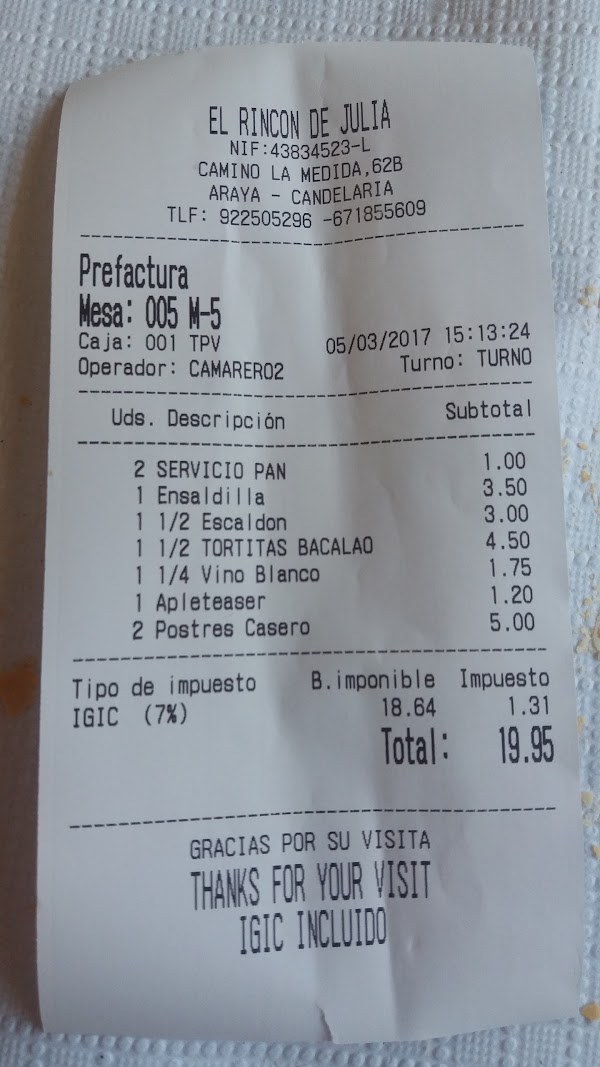 EL RINCON DE JULIA
NIF:43834523-L
CAMINO LA MEDIDA,62B
ARAYA - CANDELARIA
TLF: 922505296 -671855609
Prefactura
Mesa: 005 M-5
Caja: 001 TPV 05/03/2017 15:13:24
Operador: CAMARERO2 Turno: TURNO
Uds. Descripción Subtotal
2 SERVICIO PAN 1.00
1 Ensaldilla 3.50
1 1/2 Escaldon 3.00
1 1/2 TORTITAS BACALAO 4.50
1 1/4 Vino Blanco 1.75
1 Apleteaser 1.20
2 Postres Casero 5.00
Tipo de impuesto B.imponible Impuesto
IGIC (7%) 18.64 1.31
Total: 19.95
GRACIAS POR SU VISITA
THANKS FOR YOUR VISIT
IGIC INCLUIDO